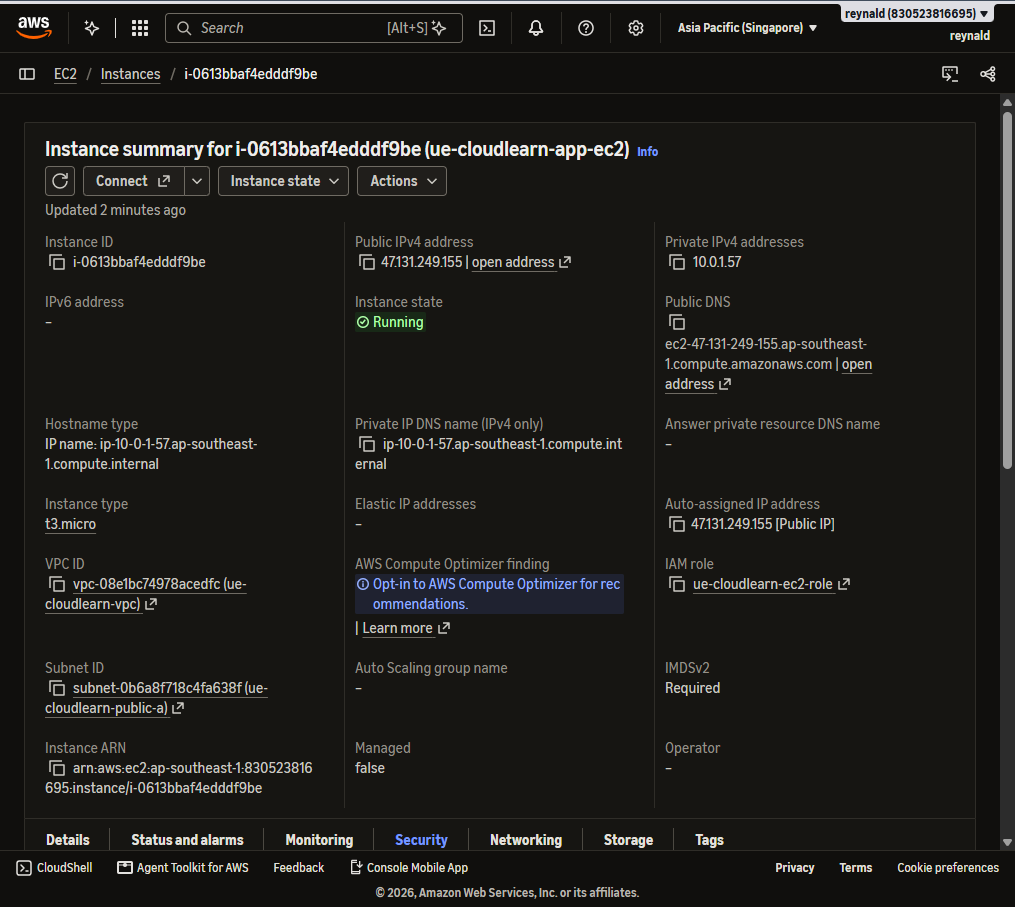 aws
Search [Alt+S]
Asia Pacific (Singapore)
reynald (830523816695)
reynald
EC2 / Instances / i-0613bbaf4edddf9be
Instance summary for i-0613bbaf4edddf9be (ue-cloudlearn-app-ec2) Info
Connect
Instance state
Actions
Updated 2 minutes ago
Instance ID
i-0613bbaf4edddf9be
Public IPv4 address
47.131.249.155 | open address
Private IPv4 addresses
10.0.1.57
IPv6 address
–
Instance state
Running
Public DNS
ec2-47-131-249-155.ap-southeast-
1.compute.amazonaws.com | open
address
Hostname type
IP name: ip-10-0-1-57.ap-southeast-
1.compute.internal
Private IP DNS name (IPv4 only)
ip-10-0-1-57.ap-southeast-1.compute.int
ernal
Answer private resource DNS name
–
Instance type
t3.micro
Elastic IP addresses
–
Auto-assigned IP address
47.131.249.155 [Public IP]
VPC ID
vpc-08e1bc74978acedfc (ue-
cloudlearn-vpc)
AWS Compute Optimizer finding
Opt-in to AWS Compute Optimizer for rec
ommendations.
| Learn more
IAM role
ue-cloudlearn-ec2-role
Subnet ID
subnet-0b6a8f718c4fa638f (ue-
cloudlearn-public-a)
Auto Scaling group name
–
IMDSv2
Required
Instance ARN
arn:aws:ec2:ap-southeast-1:830523816
695:instance/i-0613bbaf4edddf9be
Managed
false
Operator
–
Details
Status and alarms
Monitoring
Security
Networking
Storage
Tags
CloudShell
Agent Toolkit for AWS
Feedback
Console Mobile App
Privacy
Terms
Cookie preferences
© 2026, Amazon Web Services, Inc. or its affiliates.